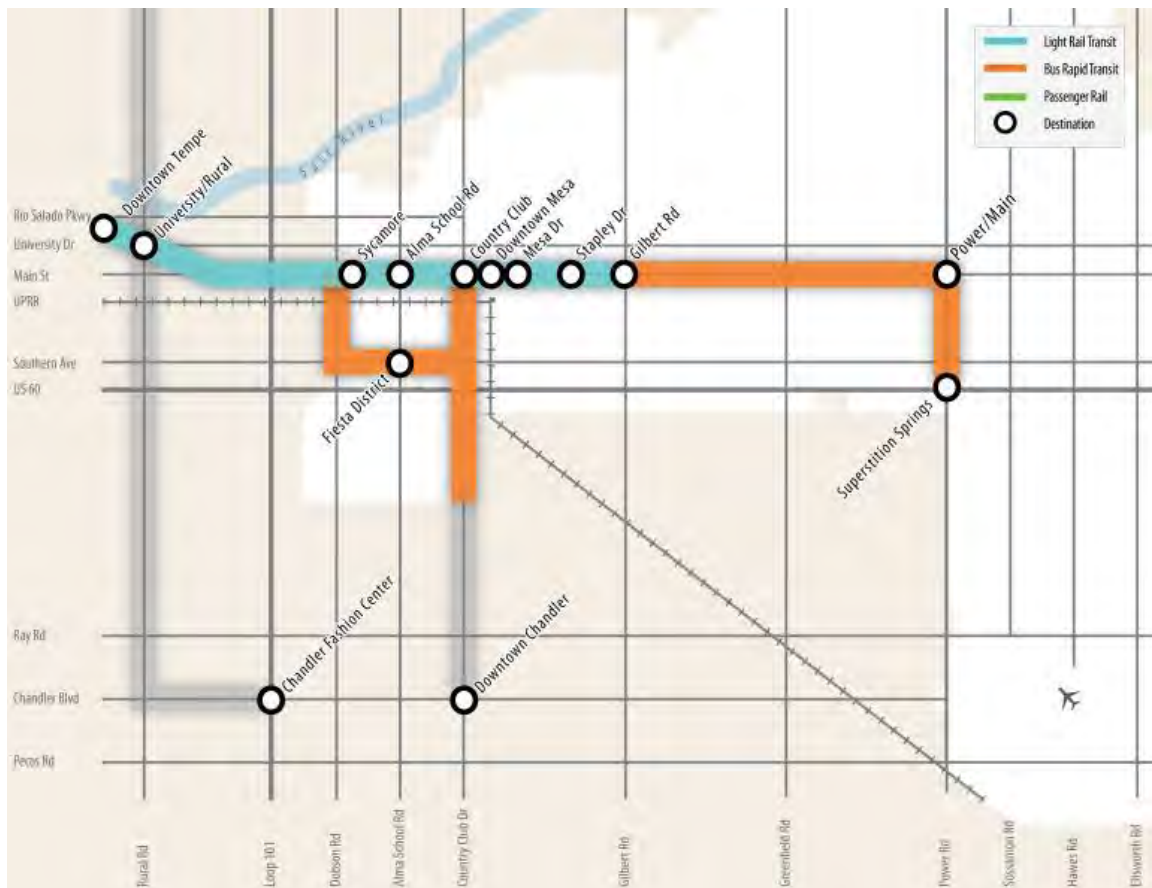 Light Rail Transit
Bus Rapid Transit
Passenger Rail
Destination
Salt River
Downtown Tempe
University/Rural
Sycamore
Alma School Rd
Country Club
Downtown Mesa
Mesa Dr
Stapley Dr
Gilbert Rd
Power/Main
Rio Salado Pkwy
University Dr
Main St
UPRR
Southern Ave
US 60
Fiesta District
Superstition Springs
Chandler Fashion Center
Downtown Chandler
Ray Rd
Chandler Blvd
Pecos Rd
Rural Rd
Loop 101
Dobson Rd
Alma School Rd
Country Club Dr
Gilbert Rd
Greenfield Rd
Power Rd
Hawes Rd
Ellsworth Rd